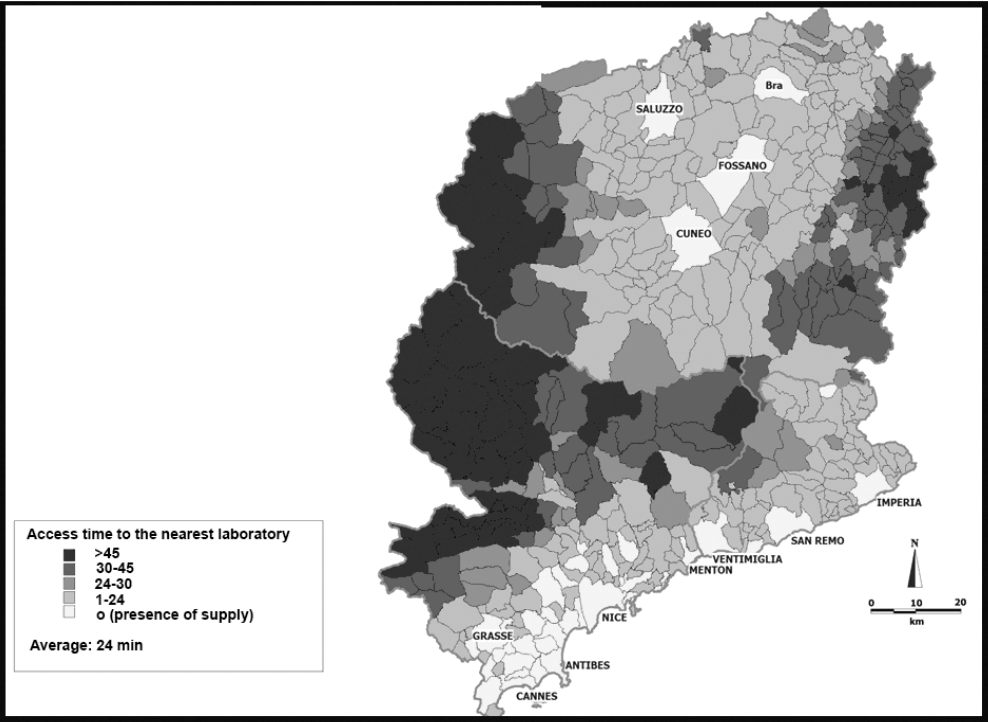 Bra
SALUZZO
FOSSANO
CUNEO
IMPERIA
SAN REMO
VENTIMIGLIA
MENTON
NICE
GRASSE
ANTIBES
CANNES
Access time to the nearest laboratory
>45
30-45
24-30
1-24
o (presence of supply)
Average: 24 min
N
0 10 20
km